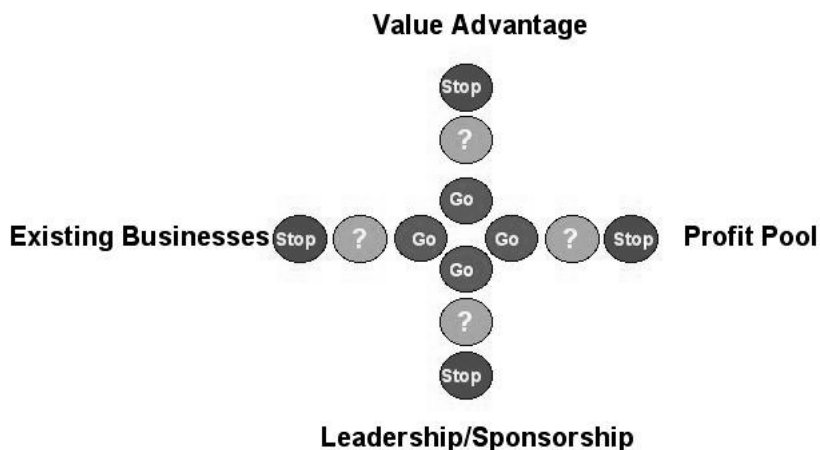 Value Advantage
Stop
?
Go
Existing Businesses Stop ? Go Go ? Stop Profit Pool
Go
?
Stop
Leadership/Sponsorship